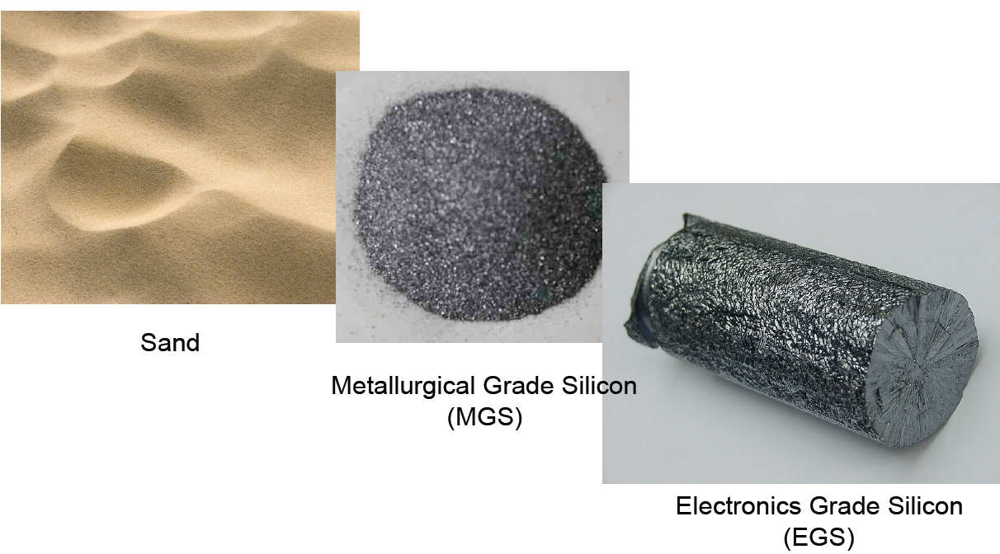 Sand
Metallurgical Grade Silicon
(MGS)
Electronics Grade Silicon
(EGS)